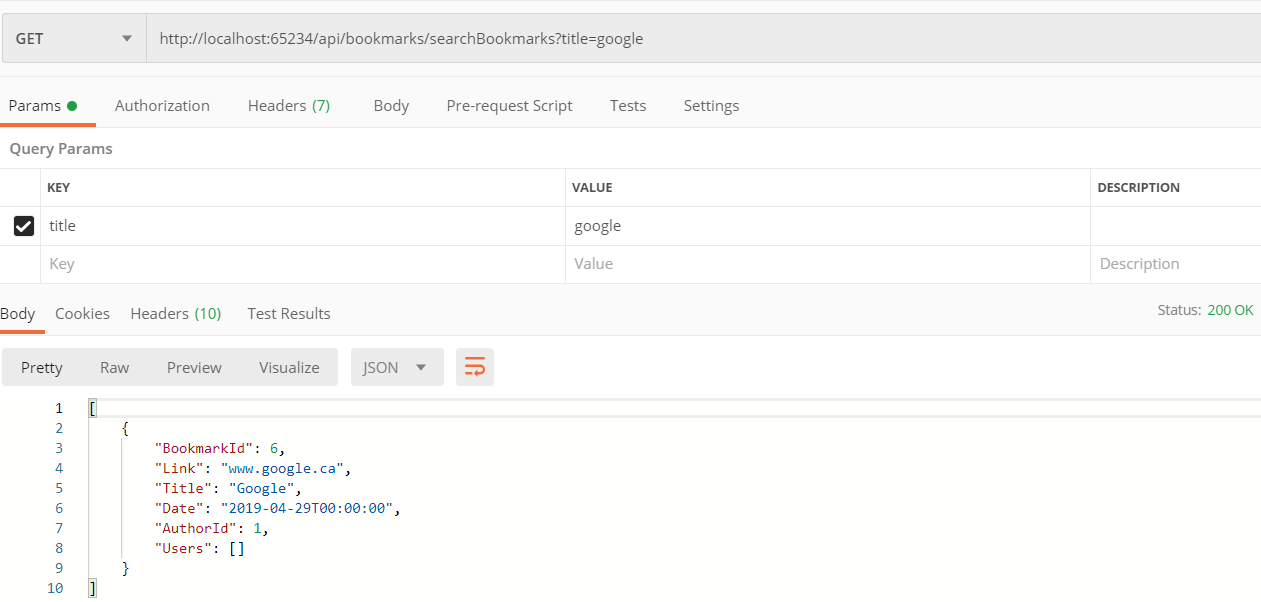 GET http://localhost:65234/api/bookmarks/searchBookmarks?title=google
Params Authorization Headers (7) Body Pre-request Script Tests Settings
Query Params
KEY VALUE DESCRIPTION
title google
Key Value Description
Body Cookies Headers (10) Test Results Status: 200 OK
Pretty Raw Preview Visualize JSON
1 [
2 {
3 "BookmarkId": 6,
4 "Link": "www.google.ca",
5 "Title": "Google",
6 "Date": "2019-04-29T00:00:00",
7 "AuthorId": 1,
8 "Users": []
9 }
10 ]